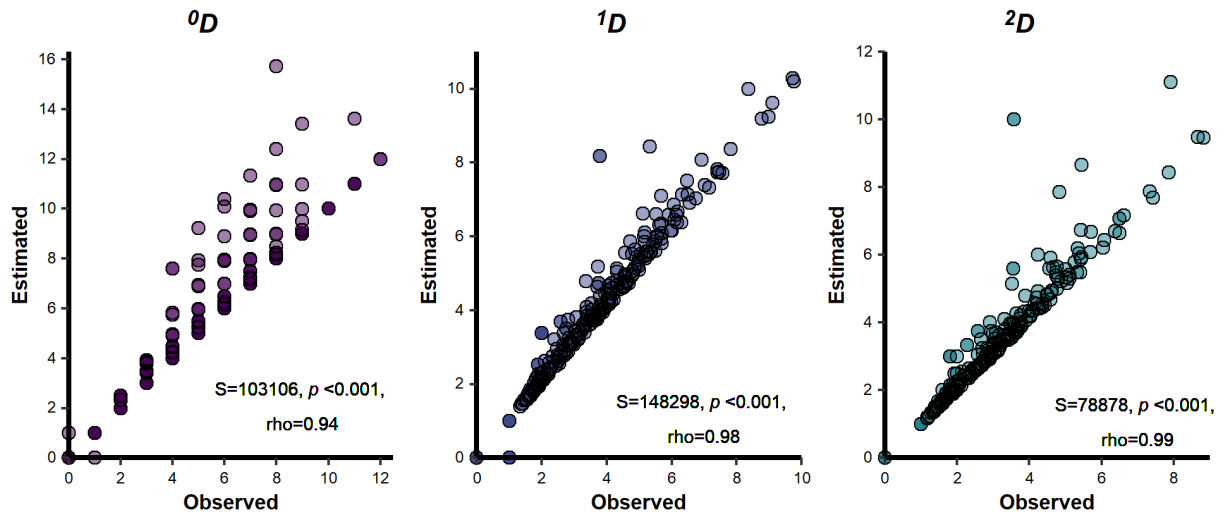 ⁰D
Estimated
16
14
12
10
8
6
4
2
0
S=103106, p <0.001,
rho=0.94
0 2 4 6 8 10 12
Observed
¹D
Estimated
10
8
6
4
2
0
S=148298, p <0.001,
rho=0.98
0 2 4 6 8 10
Observed
²D
Estimated
12
10
8
6
4
2
0
S=78878, p <0.001,
rho=0.99
0 2 4 6 8
Observed